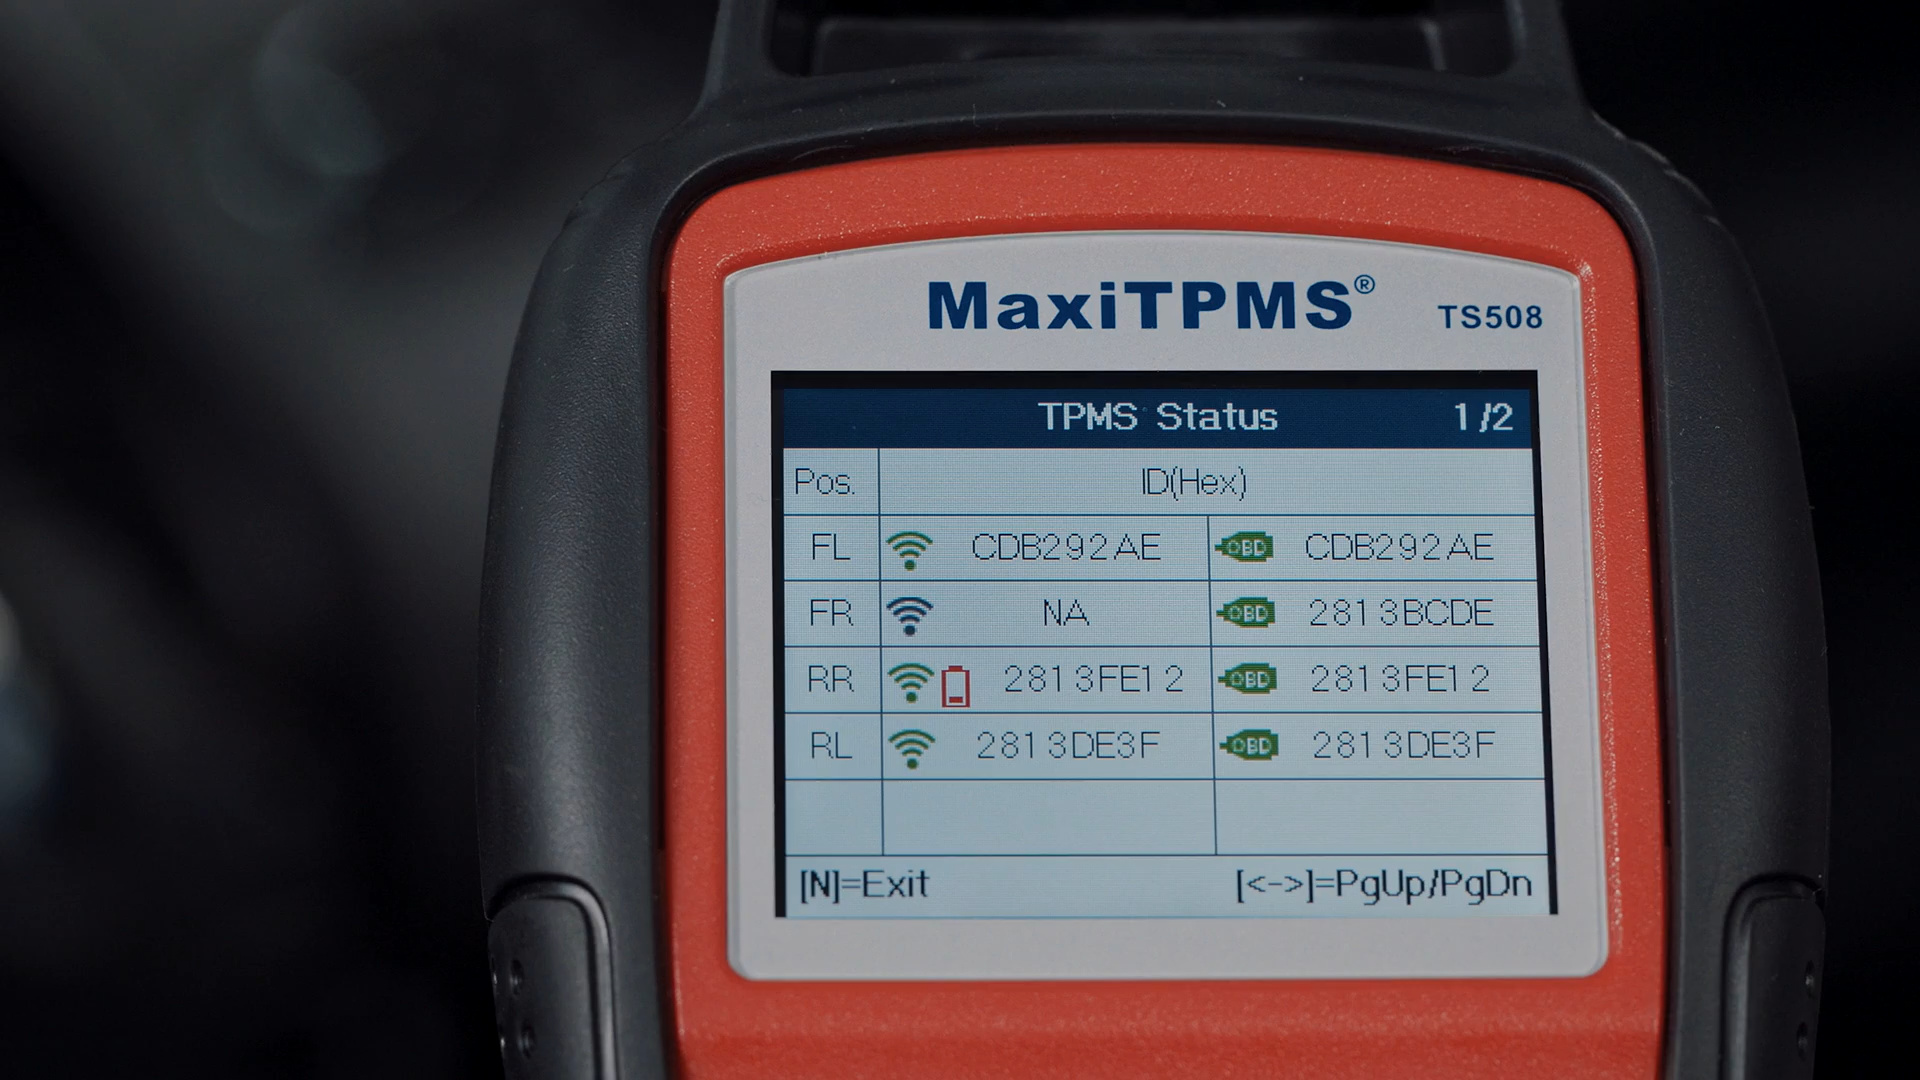 MaxiTPMS® TS508
TPMS Status 1/2
Pos. ID(Hex)
FL CDB292AE OBD CDB292AE
FR NA OBD 2813BCDE
RR 2813FE12 OBD 2813FE12
RL 2813DE3F OBD 2813DE3F
[N]=Exit [<->]=PgUp/PgDn